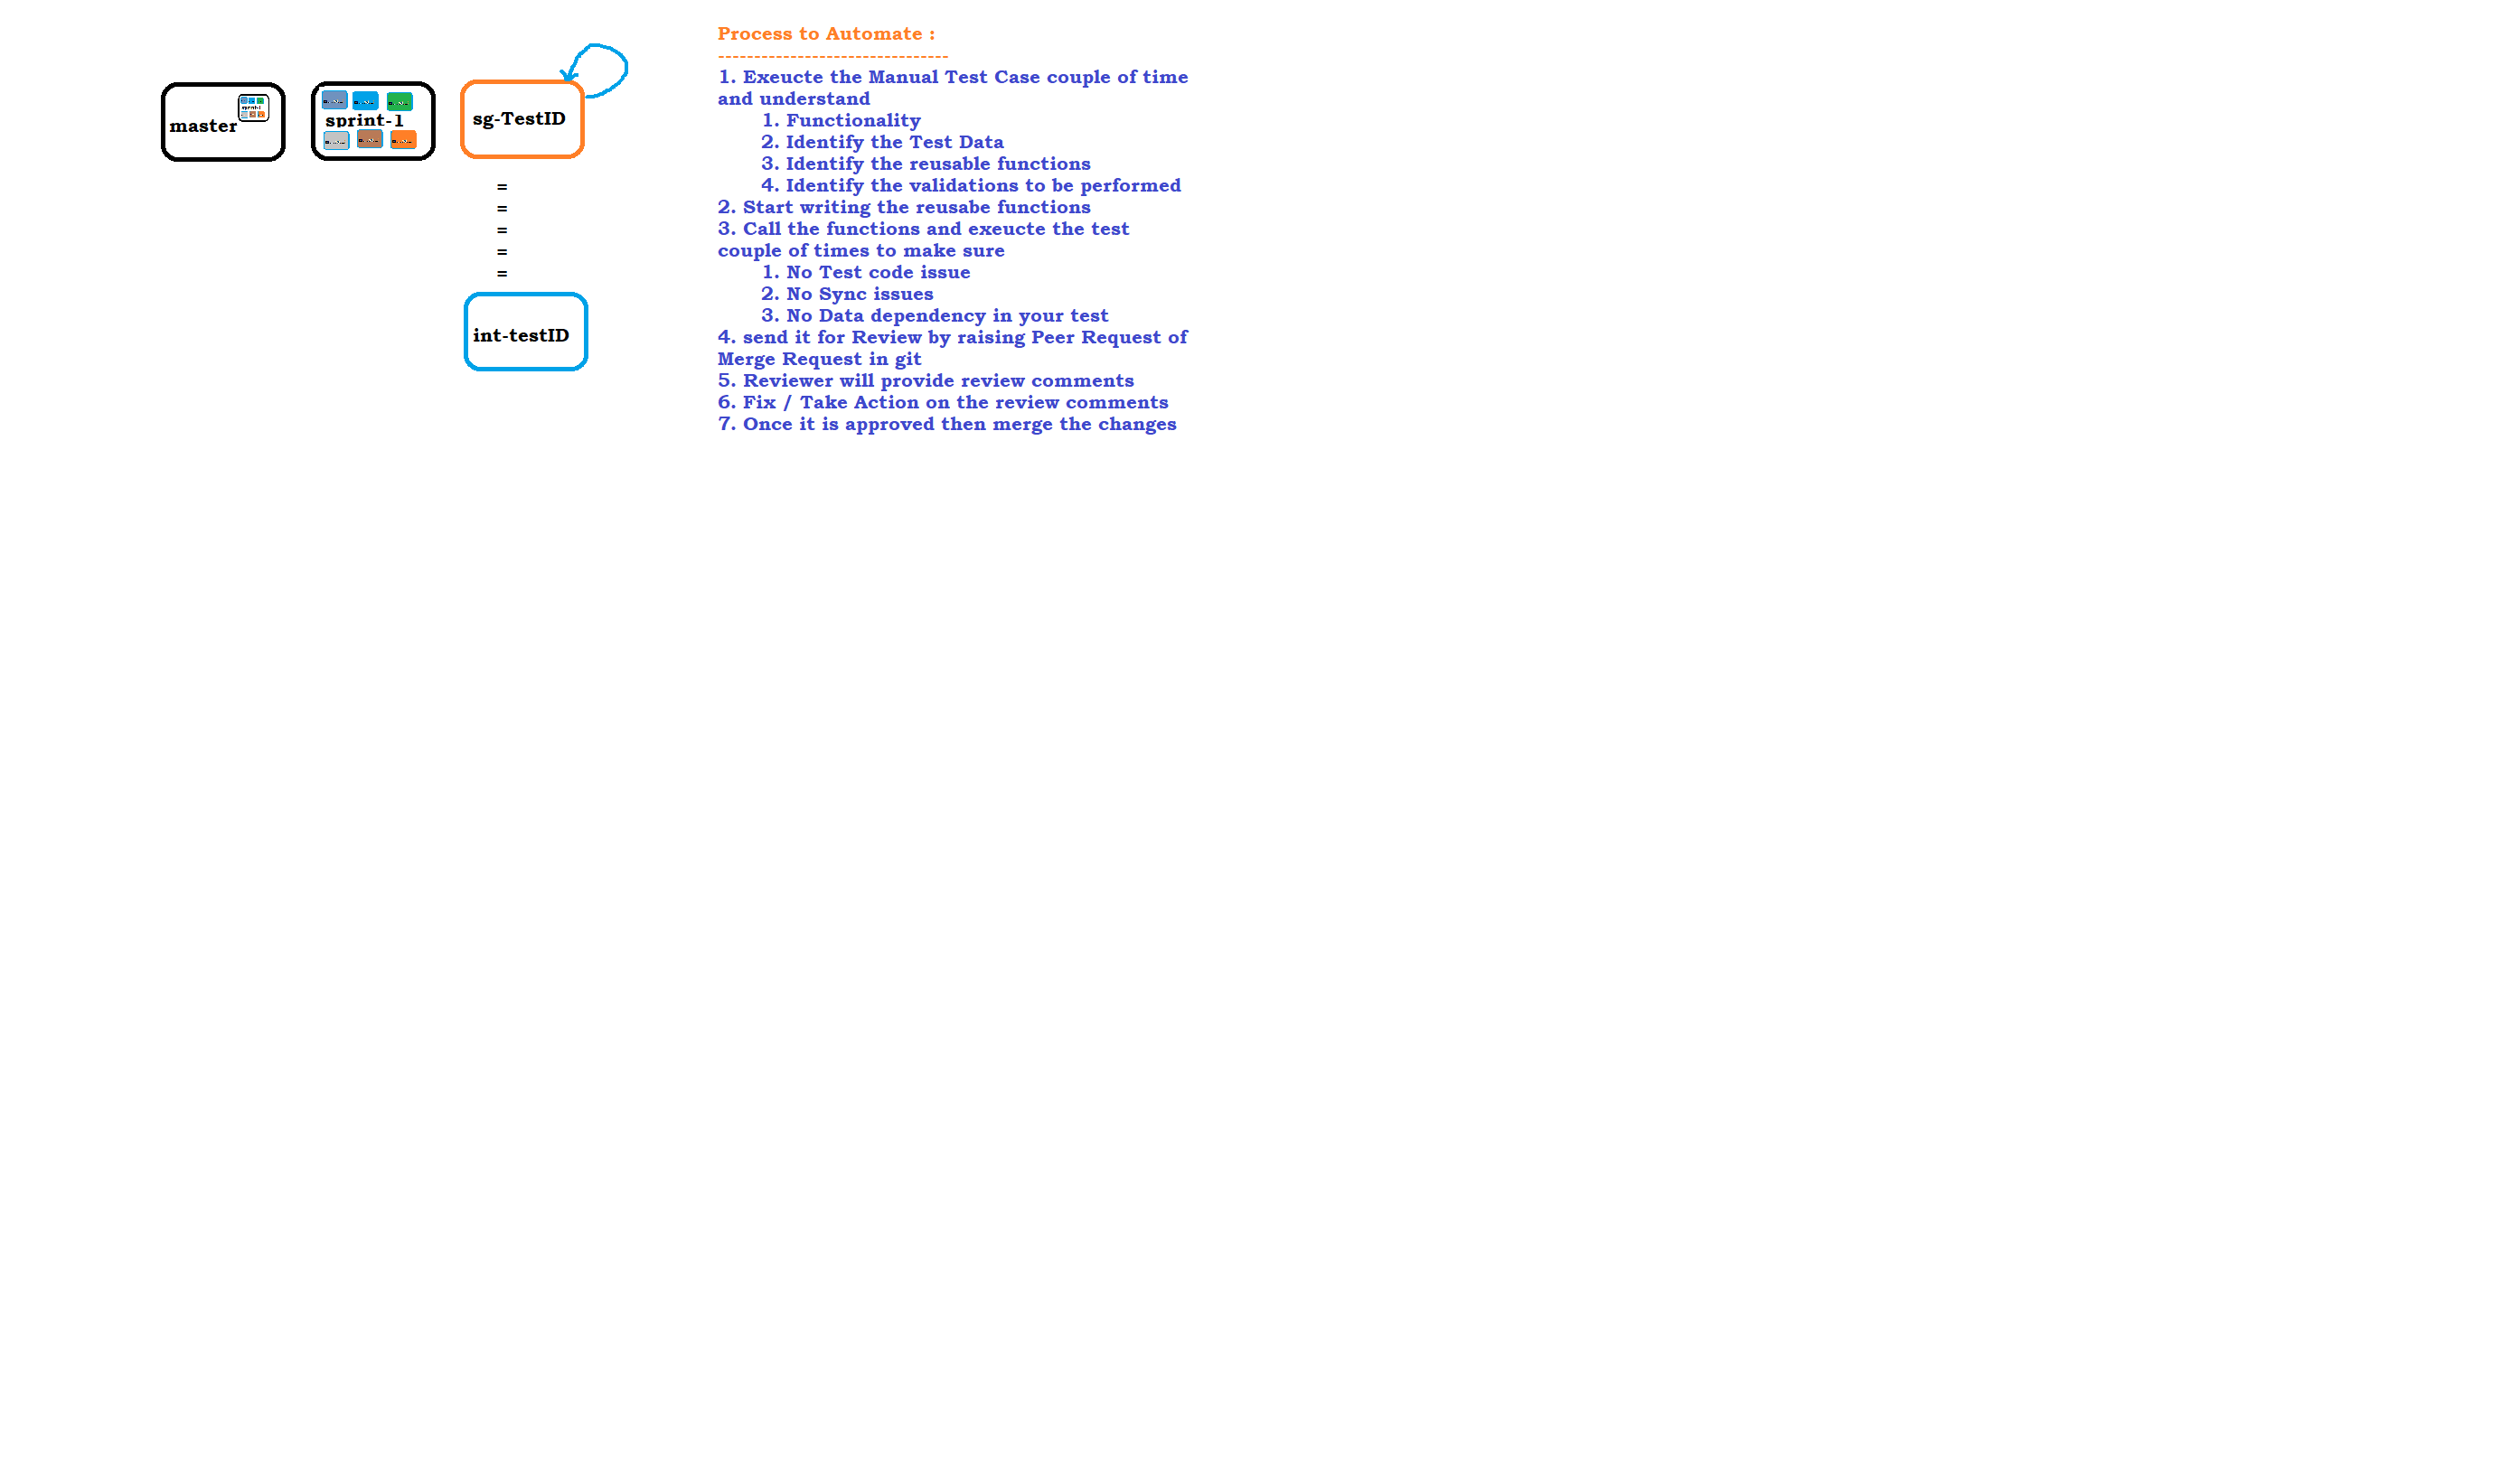 master
sprint-1
sprint-1
sg-TestID
=
=
=
=
=
int-testID
Process to Automate :
--------------------------------
1. Exeucte the Manual Test Case couple of time
and understand
1. Functionality
2. Identify the Test Data
3. Identify the reusable functions
4. Identify the validations to be performed
2. Start writing the reusabe functions
3. Call the functions and exeucte the test
couple of times to make sure
1. No Test code issue
2. No Sync issues
3. No Data dependency in your test
4. send it for Review by raising Peer Request of
Merge Request in git
5. Reviewer will provide review comments
6. Fix / Take Action on the review comments
7. Once it is approved then merge the changes